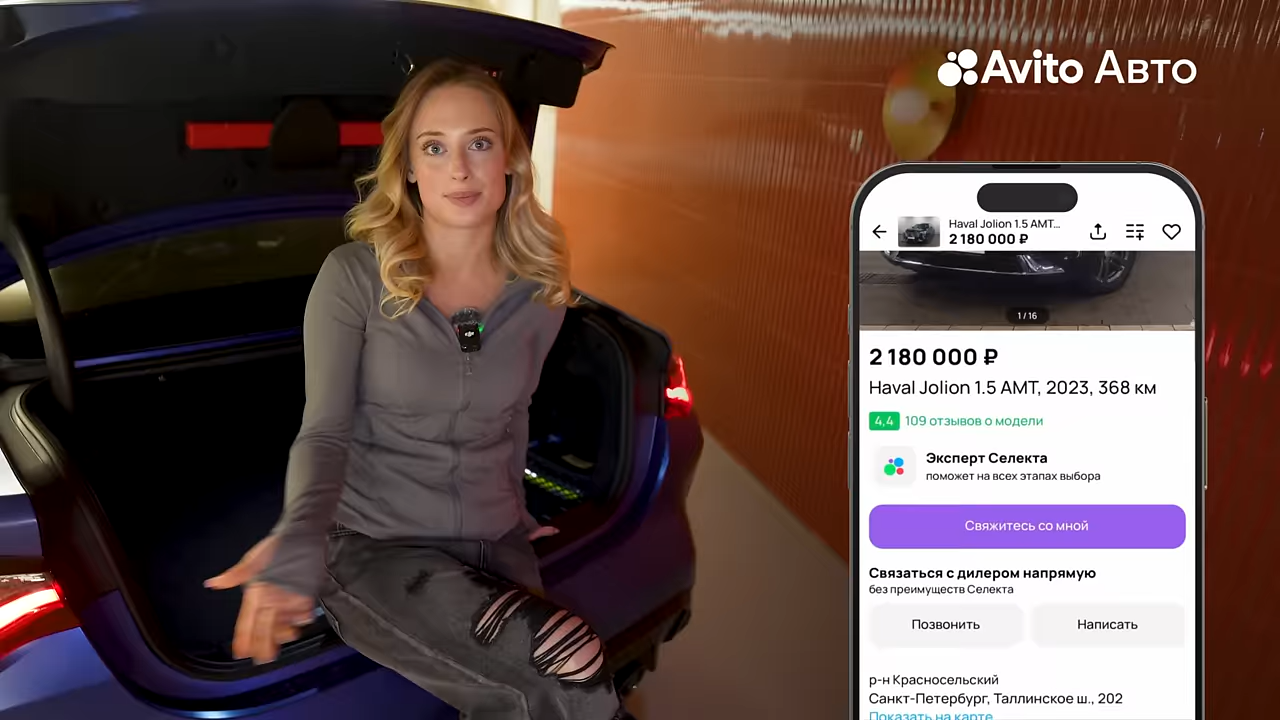 Avito Авто
Haval Jolion 1.5 AMT...
2 180 000 ₽
1 / 16
2 180 000 ₽
Haval Jolion 1.5 AMT, 2023, 368 км
4,4 109 отзывов о модели
Эксперт Селекта
поможет на всех этапах выбора
Свяжитесь со мной
Связаться с дилером напрямую
без преимуществ Селекта
Позвонить Написать
р-н Красносельский
Санкт-Петербург, Таллинское ш., 202
Показать на карте